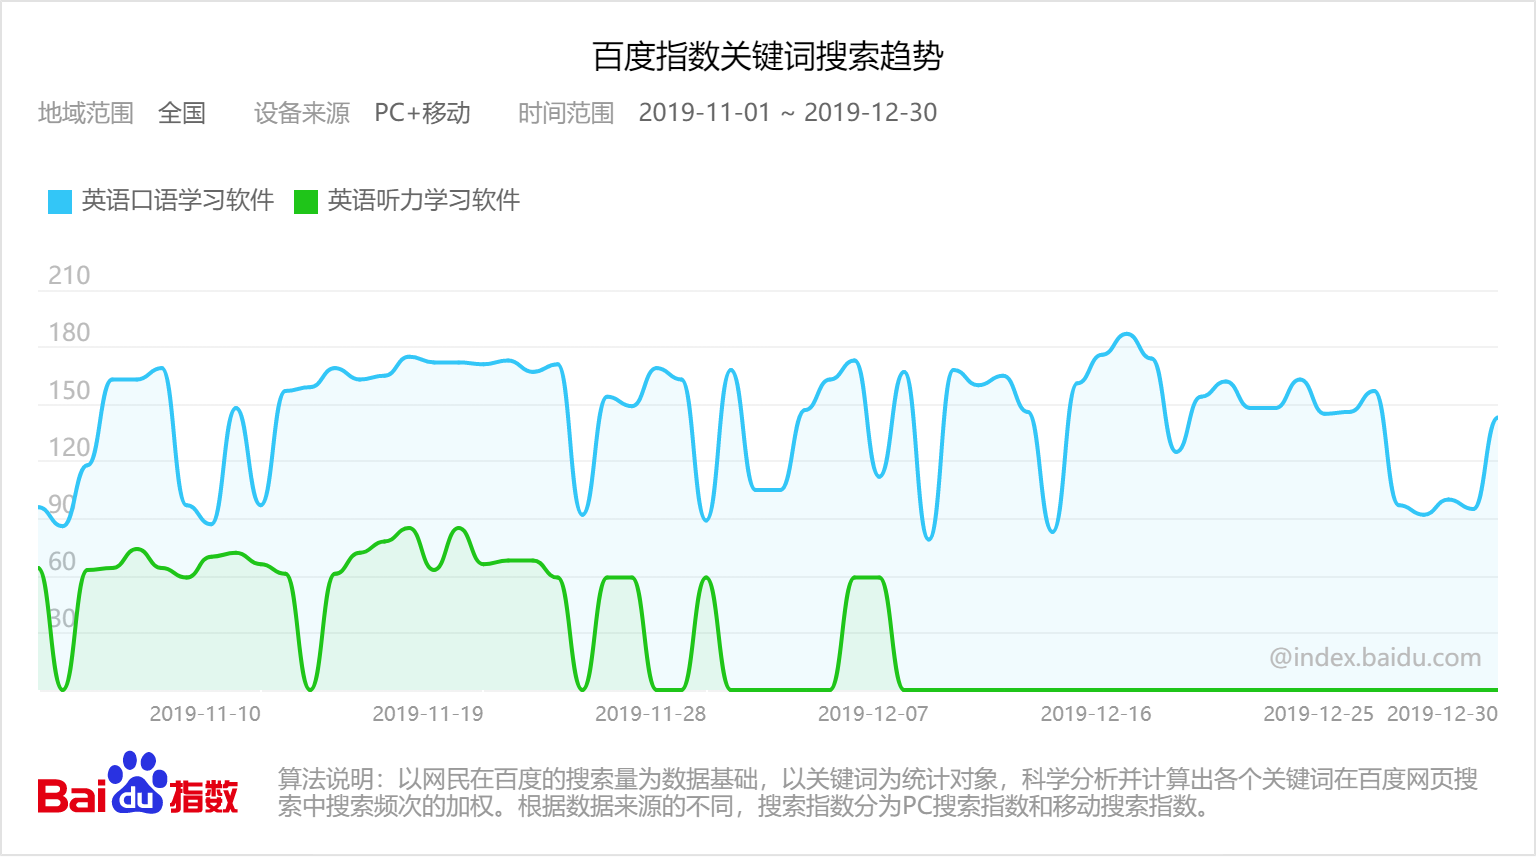 百度指数关键词搜索趋势
地域范围 全国 设备来源 PC+移动 时间范围 2019-11-01 ~ 2019-12-30
英语口语学习软件 英语听力学习软件
210
180
150
120
90
60
30
@index.baidu.com
2019-11-10 2019-11-19 2019-11-28 2019-12-07 2019-12-16 2019-12-25 2019-12-30
Bai du 指数
算法说明：以网民在百度的搜索量为数据基础，以关键词为统计对象，科学分析并计算出各个关键词在百度网页搜
索中搜索频次的加权。根据数据来源的不同，搜索指数分为PC搜索指数和移动搜索指数。